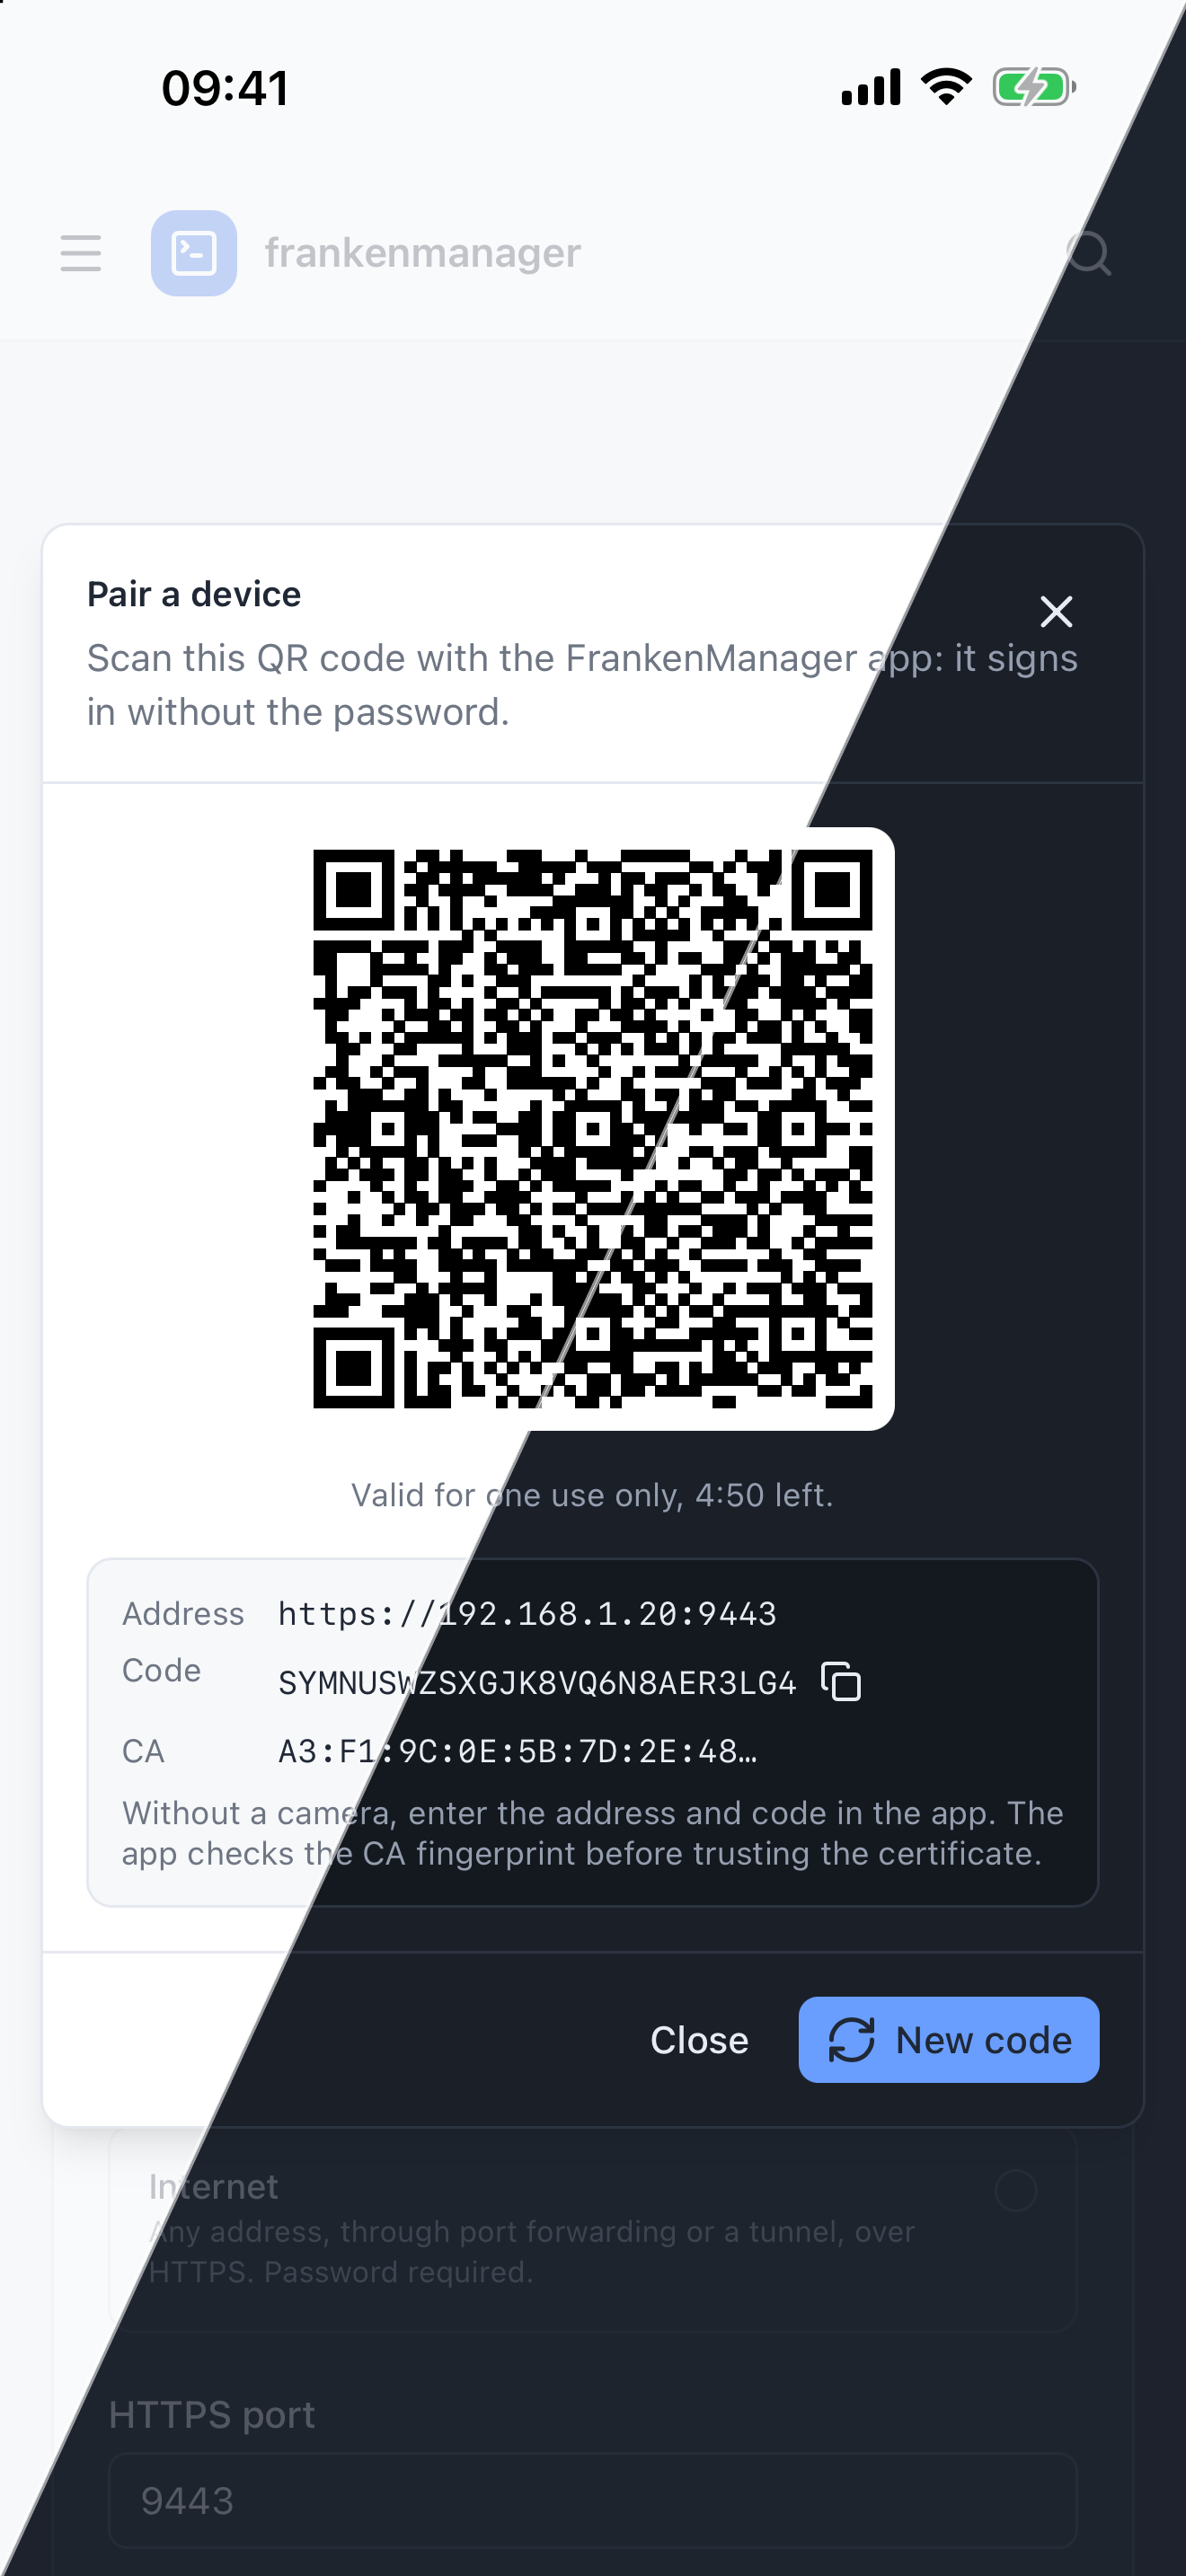 09:41
frankenmanager
Pair a device
Scan this QR code with the FrankenManager app: it signs
in without the password.
Valid for one use only, 4:50 left.
Address https://192.168.1.20:9443
Code SYMNUSWZSXGJK8VQ6N8AER3LG4
CA A3:F1:9C:0E:5B:7D:2E:48…
Without a camera, enter the address and code in the app. The
app checks the CA fingerprint before trusting the certificate.
Close New code
Internet
Any address, through port forwarding or a tunnel, over
HTTPS. Password required.
HTTPS port
9443